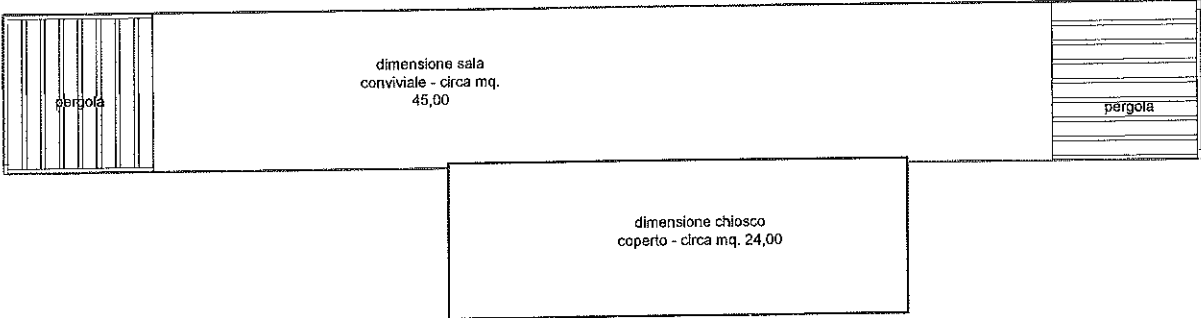 dimensione sala
conviviale - circa mq.
45,00
pergola
pergola
dimensione chiosco
coperto - circa mq. 24,00